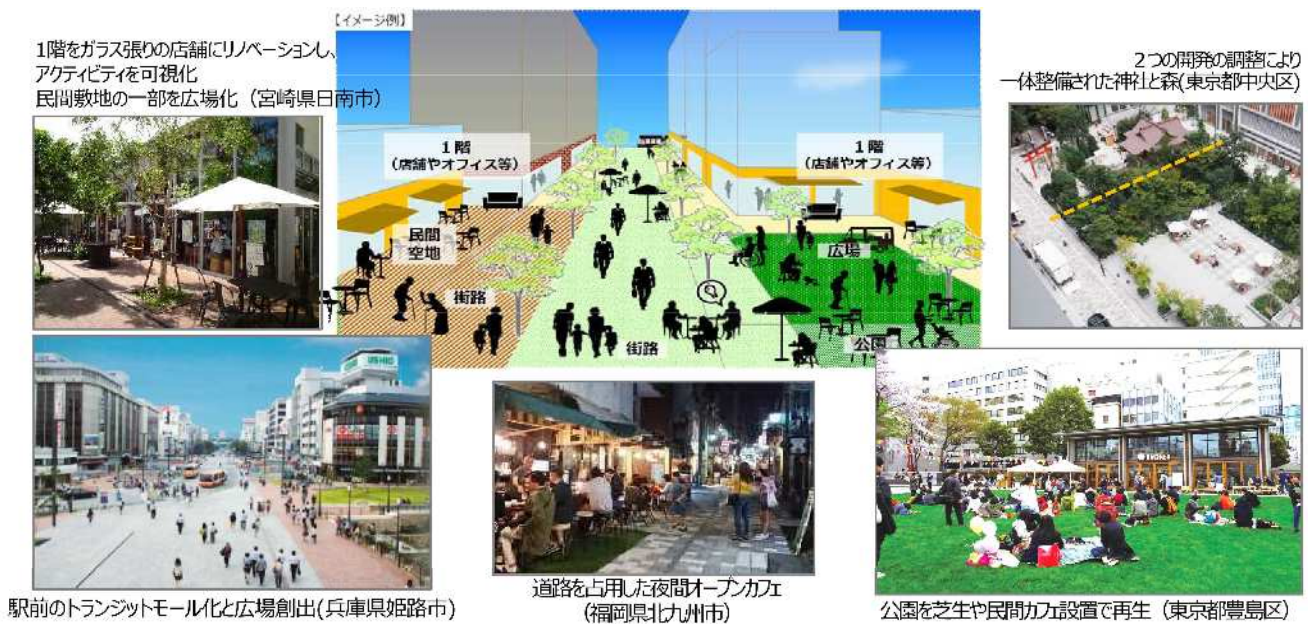 【イメージ例】
1階をガラス張りの店舗にリノベーションし、
アクティビティを可視化
民間敷地の一部を広場化（宮崎県日南市）
2つの開発の調整により
一体整備された神社と森(東京都中央区)
1階
（店舗やオフィス等）
1階
（店舗やオフィス等）
民間
空地
広場
街路
街路
公園
駅前のトランジットモール化と広場創出(兵庫県姫路市)
道路を占用した夜間オープンカフェ
（福岡県北九州市）
公園を芝生や民間カフェ設置で再生（東京都豊島区）